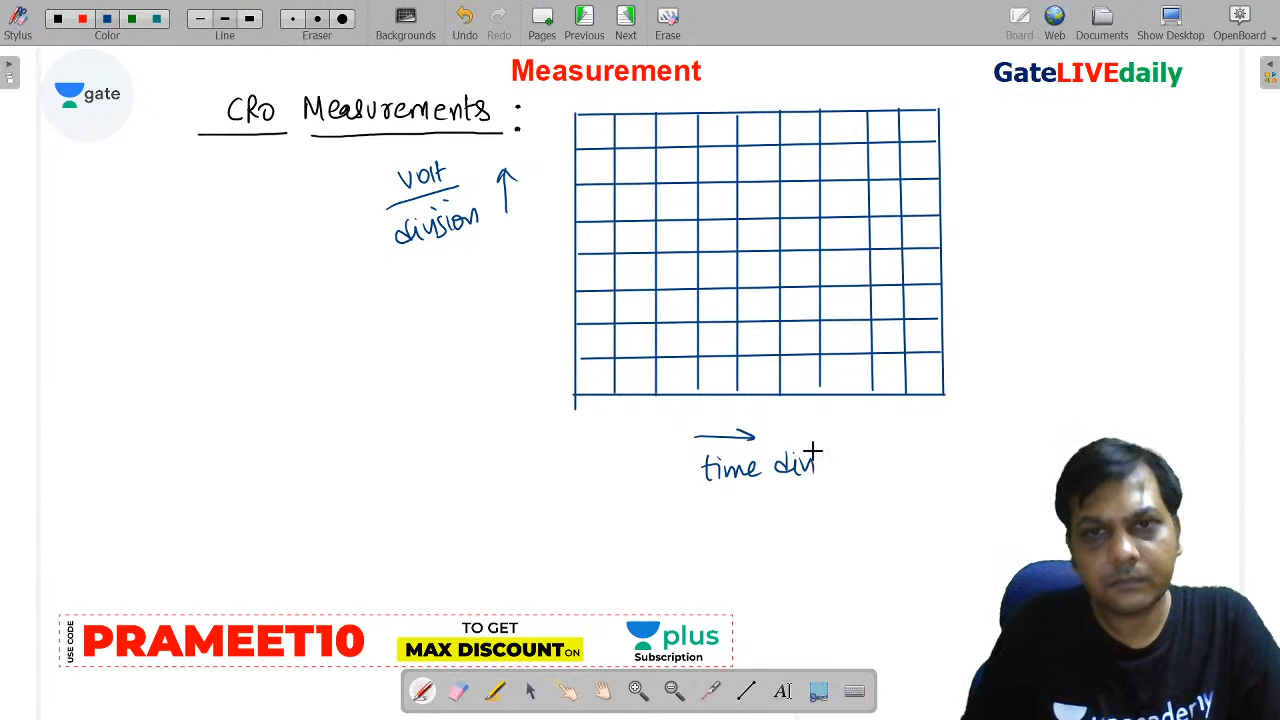 Stylus
Color
Line
Eraser
Backgrounds
Undo
Redo
Pages
Previous
Next
Erase
Board
Web
Documents
Show Desktop
OpenBoard
gate
Measurement
GateLIVEdaily
CRO Measurements :
volt
division
time div
USE CODE
PRAMEET10
TO GET
MAX DISCOUNT ON
plus
Subscription